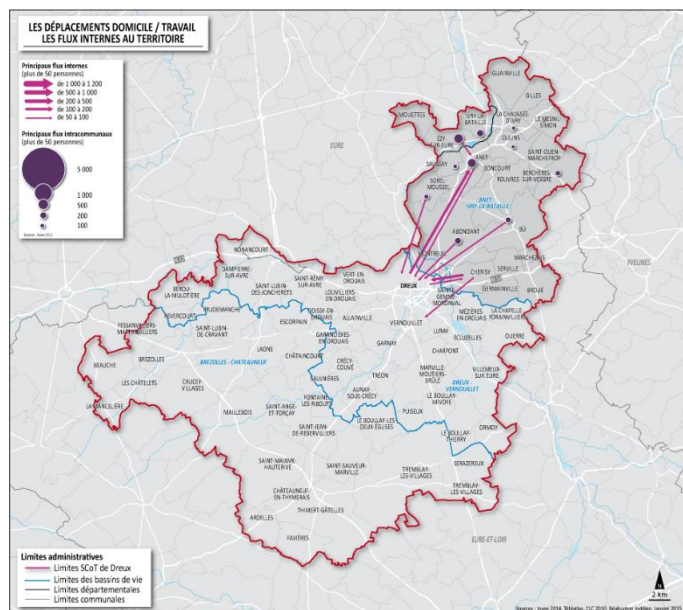 LES DÉPLACEMENTS DOMICILE / TRAVAIL
LES FLUX INTERNES AU TERRITOIRE
Principaux flux internes
(plus de 50 personnes)
de 1 000 à 1 200
de 500 à 1 000
de 200 à 500
de 100 à 200
de 50 à 100
Principaux flux intracommunaux
(plus de 50 personnes)
5 000
1 000
500
200
100
GUAINVILLE
GILLES
MOUETTES
IVRY-LA-
BATAILLE
LA CHAUSSÉE-
D'IVRY
LE MESNIL-
SIMON
OULINS
EZY-
SUR-EURE
EURE
ANET
SAINT-OUEN-
MARCHEFROY
SAUSSAY
BONCOURT
ROUVRES
BERCHÈRES-
SUR-VESGRE
SOREL-
MOUSSEL
ANET
IVRY-LA-BATAILLE
ABONDANT
BÛ
YVELINES
MONTREUIL
MARCHEZAIS
NONANCOURT
CHERISY
SERVILLE
DAMPIERRE-
SUR-AVRE
SAINT-RÉMY-
SUR-AVRE
VERT-EN-
DROUAIS
DREUX
GERMAINVILLE
BROUÉ
BÉROU-
LA-MULOTIÈRE
SAINT-LUBIN-
DES-JONCHERETS
LOUVILLIERS-
EN-DROUAIS
SAINTE-
GEMME-
MORONVAL
MÉZIÈRES-
EN-DROUAIS
LA CHAPELLE-
FORAINVILLIERS
REVERCOURT
PRUDEMANCHE
BOISSY-EN-
DROUAIS
ALLAINVILLE
VERNOUILLET
LURAY
OUERRE
SAINT-LUBIN-
DE-CRAVANT
ESCORPAIN
GARANCIÈRES-
EN-DROUAIS
GARNAY
ÉCLUZELLES
BEAUCHE
BREZOLLES
BREZOLLES - CHATEAUNEUF
LAONS
CHÂTAINCOURT
CRÉCY-
COUVÉ
CHARPONT
LES CHÂTELETS
CRUCEY-
VILLAGES
SAULNIÈRES
TRÉON
MARVILLE-
MOUTIERS-
BRÛLÉ
DREUX
VERNOUILLET
VILLEMEUX-
SUR-EURE
LA MANCELIÈRE
MAILLEBOIS
SAINT-ANGE-
ET-TORÇAY
FONTAINE-
LES-RIBOUTS
AUNAY-
SOUS-CRÉCY
PUISEUX
LE BOULLAY-
MIVOYE
SAINT-JEAN-
DE-REBERVILLIERS
LE BOULLAY-LES-
DEUX-ÉGLISES
LE BOULLAY-
THIERRY
ORMOY
SAINT-MAIXME-
HAUTERIVE
SAINT-SAUVEUR-
MARVILLE
SERAZEREUX
TREMBLAY-
LES-VILLAGES
TREMBLAY-
LES-VILLAGES
CHÂTEAUNEUF-
EN-THYMERAIS
ARDELLES
THIMERT-GÂTELLES
FAVIÈRES
EURE-ET-LOIR
Limites administratives
Limites SCoT de Dreux
Limites des bassins de vie
Limites départementales
Limites communales
2 km